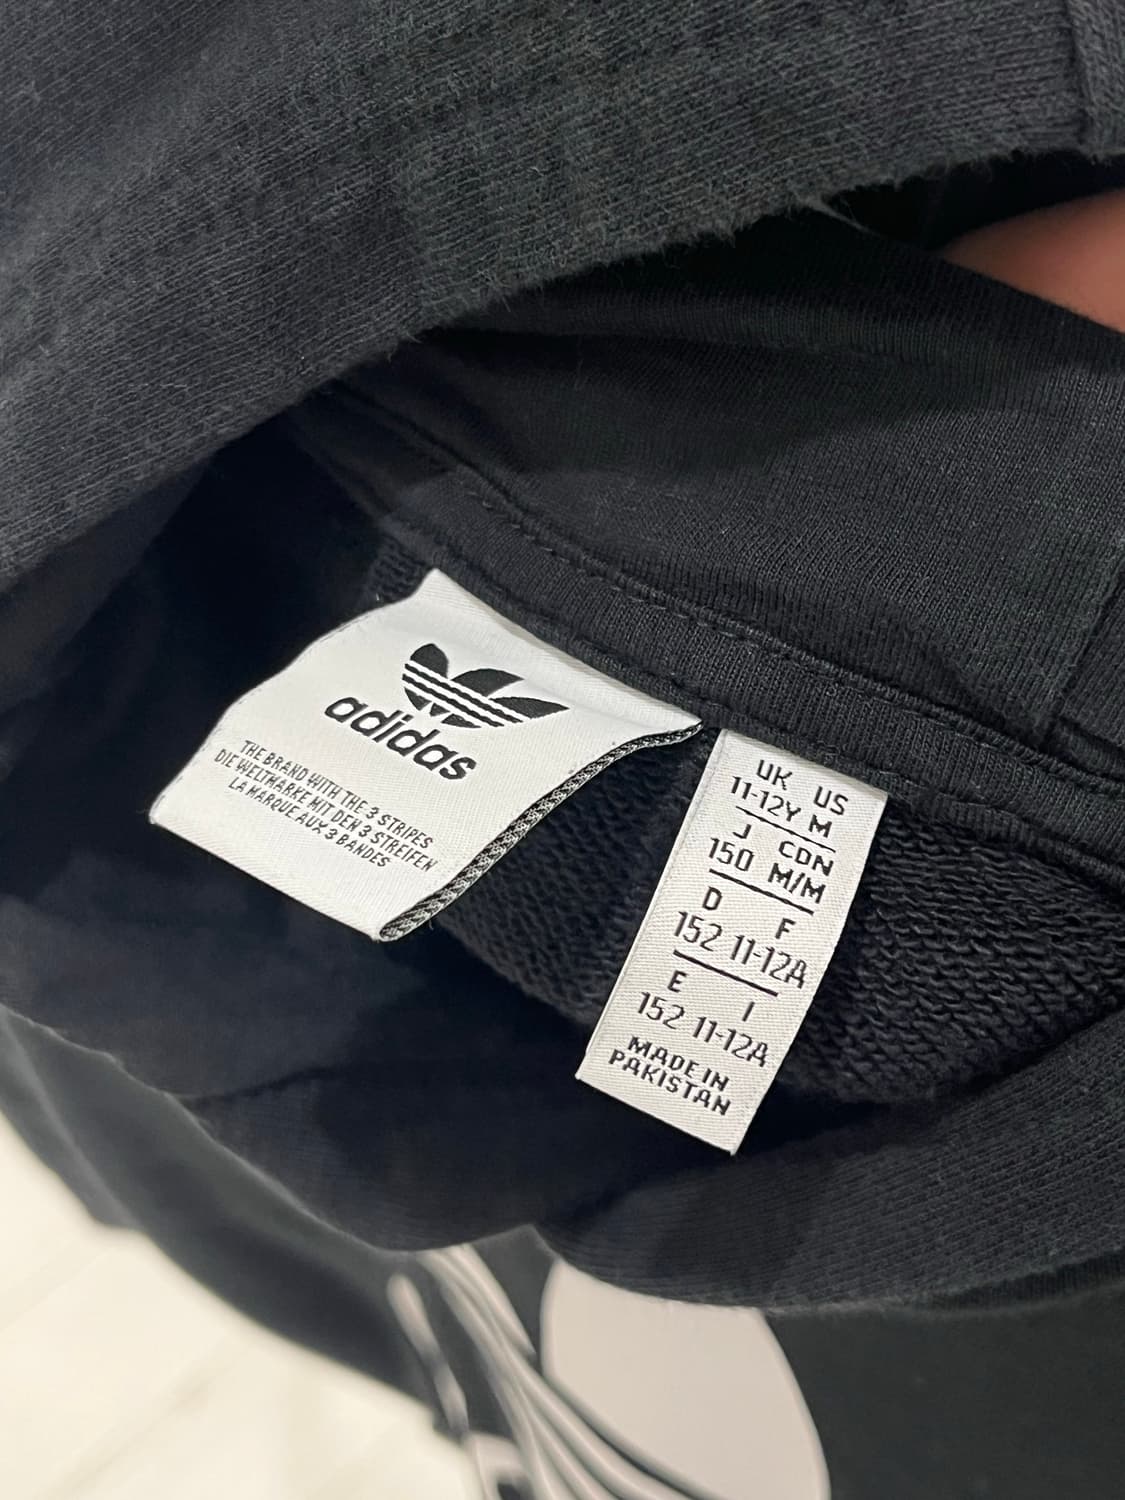 adidas
THE BRAND WITH THE 3 STRIPES
DIE WELTMARKE MIT DEN 3 STREIFEN
LA MARQUE AUX 3 BANDES
UK US
11-12Y M
J CDN
150 M/M
D F
152 11-12A
E I
152 11-12A
MADE IN
PAKISTAN